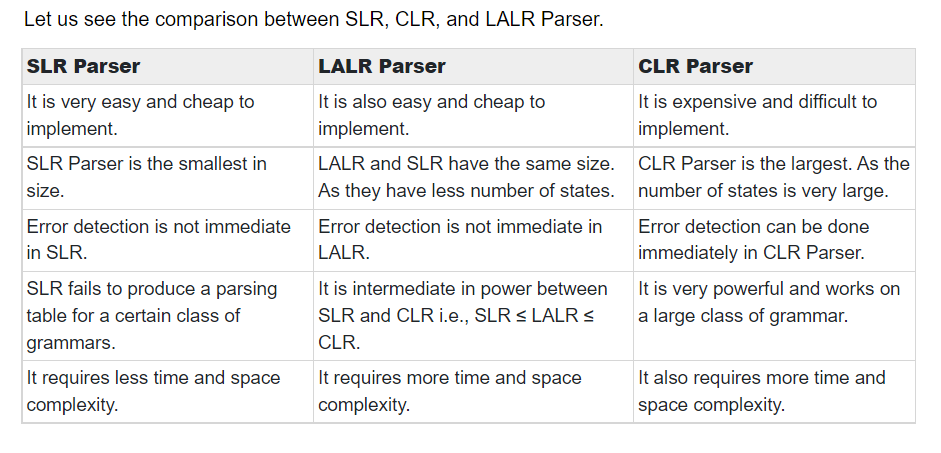 Let us see the comparison between SLR, CLR, and LALR Parser.
SLR Parser
LALR Parser
CLR Parser
It is very easy and cheap to
implement.
It is also easy and cheap to
implement.
It is expensive and difficult to
implement.
SLR Parser is the smallest in
size.
LALR and SLR have the same size.
As they have less number of states.
CLR Parser is the largest. As the
number of states is very large.
Error detection is not immediate
in SLR.
Error detection is not immediate in
LALR.
Error detection can be done
immediately in CLR Parser.
SLR fails to produce a parsing
table for a certain class of
grammars.
It is intermediate in power between
SLR and CLR i.e., SLR ≤ LALR ≤
CLR.
It is very powerful and works on
a large class of grammar.
It requires less time and space
complexity.
It requires more time and space
complexity.
It also requires more time and
space complexity.